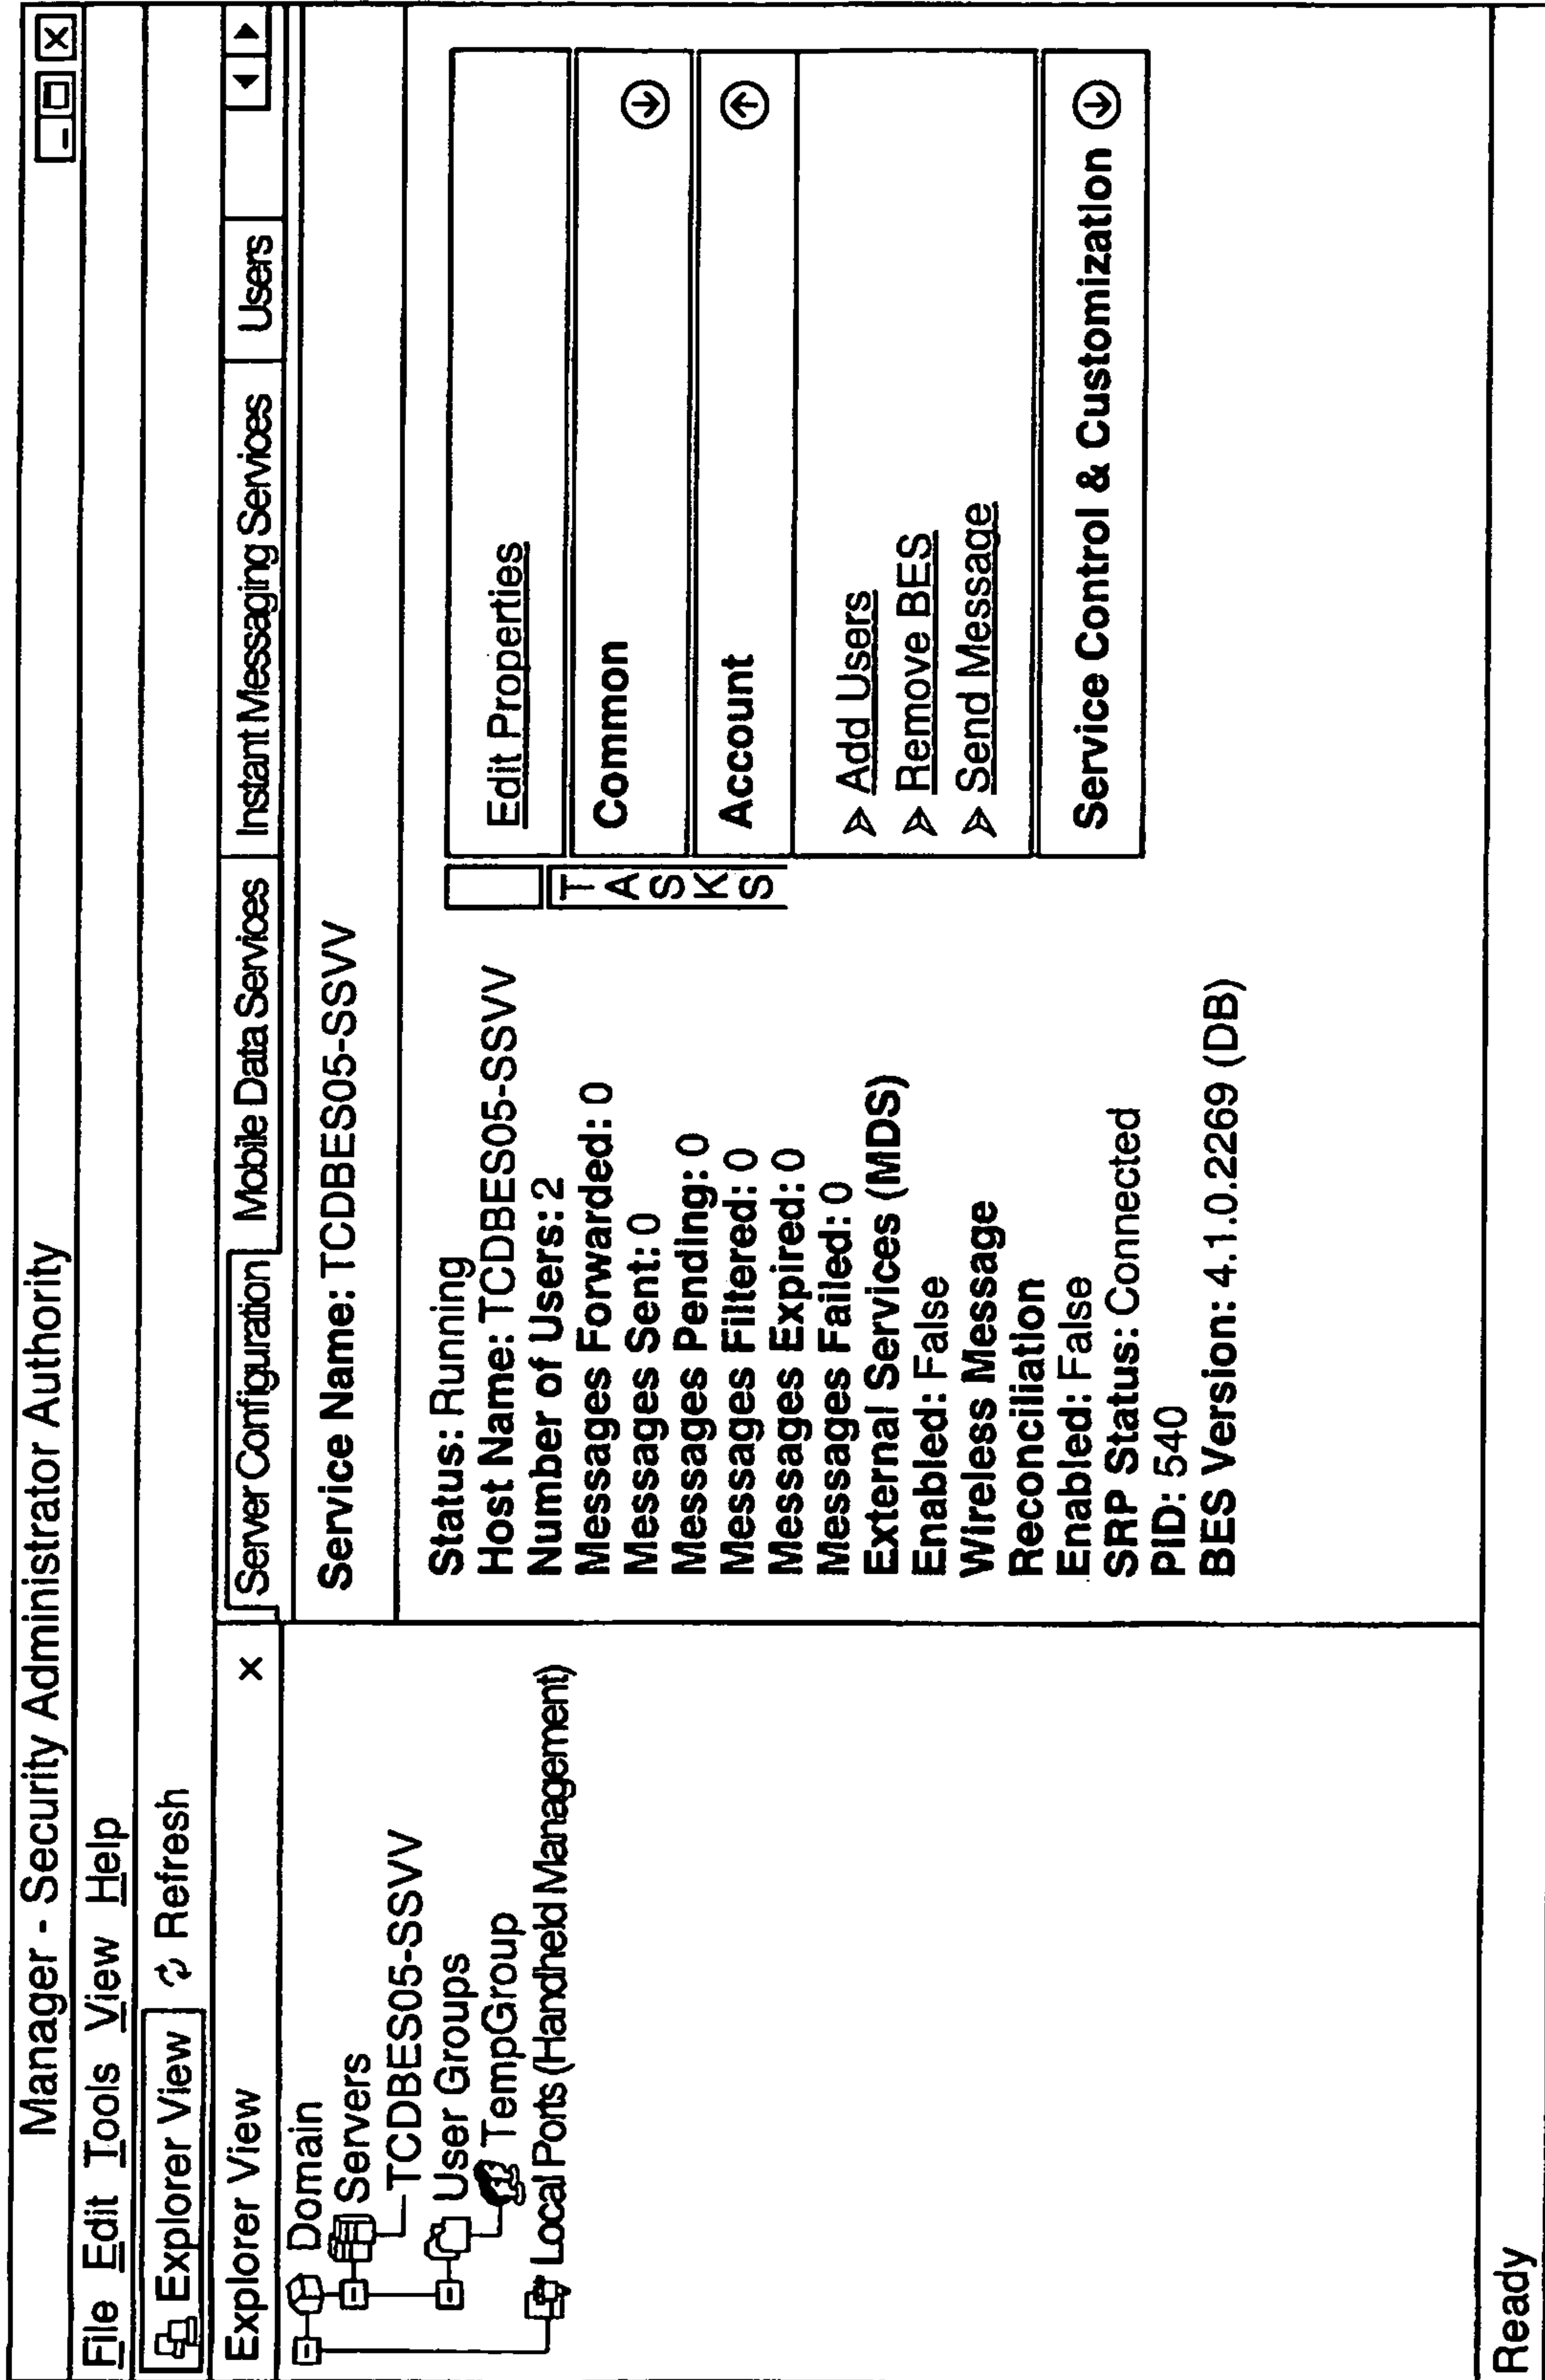 Manager - Security Administrator Authority
File Edit Tools View Help
Explorer View Refresh
Explorer View
Domain
Servers
TCDBES05-SSVV
User Groups
TempGroup
Local Ports (Handheld Management)
Server Configuration Mobile Data Services Instant Messaging Services Users
Service Name: TCDBES05-SSVV
Status: Running
Host Name: TCDBES05-SSVV
Number of Users: 2
Messages Forwarded: 0
Messages Sent: 0
Messages Pending: 0
Messages Filtered: 0
Messages Expired: 0
Messages Failed: 0
External Services (MDS)
Enabled: False
Wireless Message
Reconciliation
Enabled: False
SRP Status: Connected
PID: 540
BES Version: 4.1.0.2269 (DB)
TASKS
Edit Properties
Common
Account
Add Users
Remove BES
Send Message
Service Control & Customization
Ready